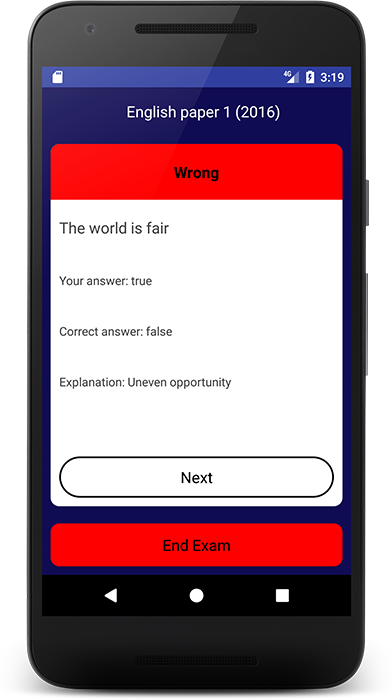 4G 3:19
English paper 1 (2016)
Wrong
The world is fair
Your answer: true
Correct answer: false
Explanation: Uneven opportunity
Next
End Exam